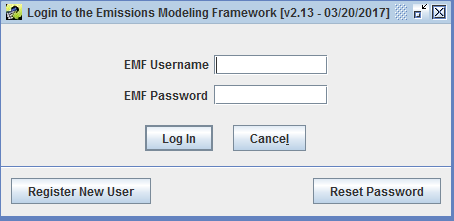 Login to the Emissions Modeling Framework [v2.13 - 03/20/2017]
EMF Username
EMF Password
Log In Cancel
Register New User Reset Password